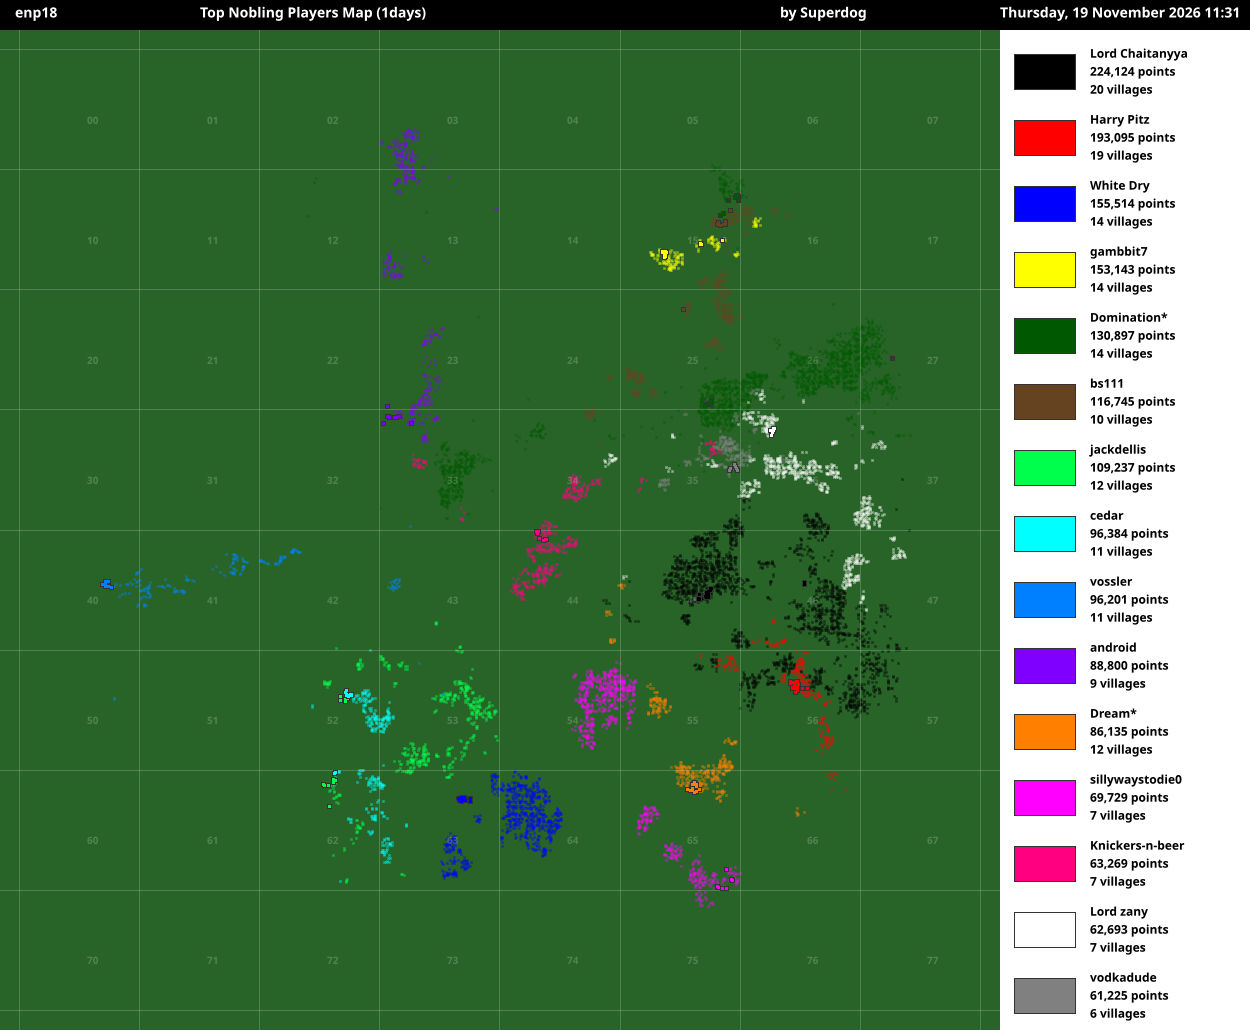 enp18
Top Nobling Players Map (1days)
by Superdog
Thursday, 19 November 2026 11:31
Lord Chaitanyya
224,124 points
20 villages
Harry Pitz
193,095 points
19 villages
White Dry
155,514 points
14 villages
gambbit7
153,143 points
14 villages
Domination*
130,897 points
14 villages
bs111
116,745 points
10 villages
jackdellis
109,237 points
12 villages
cedar
96,384 points
11 villages
vossler
96,201 points
11 villages
android
88,800 points
9 villages
Dream*
86,135 points
12 villages
sillywaystodie0
69,729 points
7 villages
Knickers-n-beer
63,269 points
7 villages
Lord zany
62,693 points
7 villages
vodkadude
61,225 points
6 villages
00 01 02 03 04 05 06 07
10 11 12 13 14 15 16 17
20 21 22 23 24 25 26 27
30 31 32 33 34 35 36 37
40 41 42 43 44 45 46 47
50 51 52 53 54 55 56 57
60 61 62 63 64 65 66 67
70 71 72 73 74 75 76 77